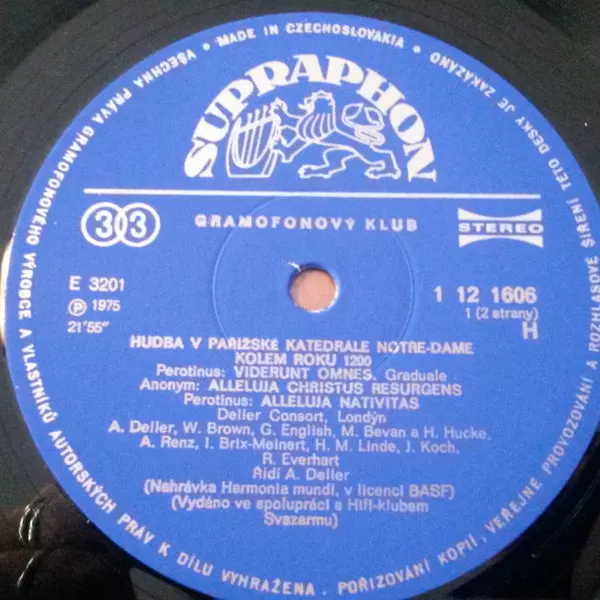 VŠECHNA PRÁVA GRAMOFONOVÉHO VÝROBCE A VLASTNÍKŮ AUTORSKÝCH PRÁV K DÍLU VYHRAŽENA. POŘIZOVÁNÍ KOPIÍ, VEŘEJNÉ PROVOZOVÁNÍ A ROZHLASOVÉ ŠÍŘENÍ TÉTO DESKY JE ZAKÁZÁNO
• MADE IN CZECHOSLOVAKIA •
SUPRAPHON
33 GRAMOFONOVÝ KLUB STEREO
E 3201
Ⓟ 1975
21'55"
1 12 1606
1 (2 strany)
H
HUDBA V PAŘÍŽSKÉ KATEDRÁLE NOTRE-DAME
KOLEM ROKU 1200
Perotinus: VIDERUNT OMNES, Graduale
Anonym: ALLELUJA CHRISTUS RESURGENS
Perotinus: ALLELUJA NATIVITAS
Deller Consort, Londýn
A. Deller, W. Brown, G. English, M. Bevan a H. Hucke,
A. Renz, I. Brix-Meinert, H. M. Linde, J. Koch,
R. Everhart
Řídí A. Deller
(Nahrávka Hermonia mundi, v licenci BASF)
(Vydáno ve spolupráci s Hifi-klubem
Svazarmu)